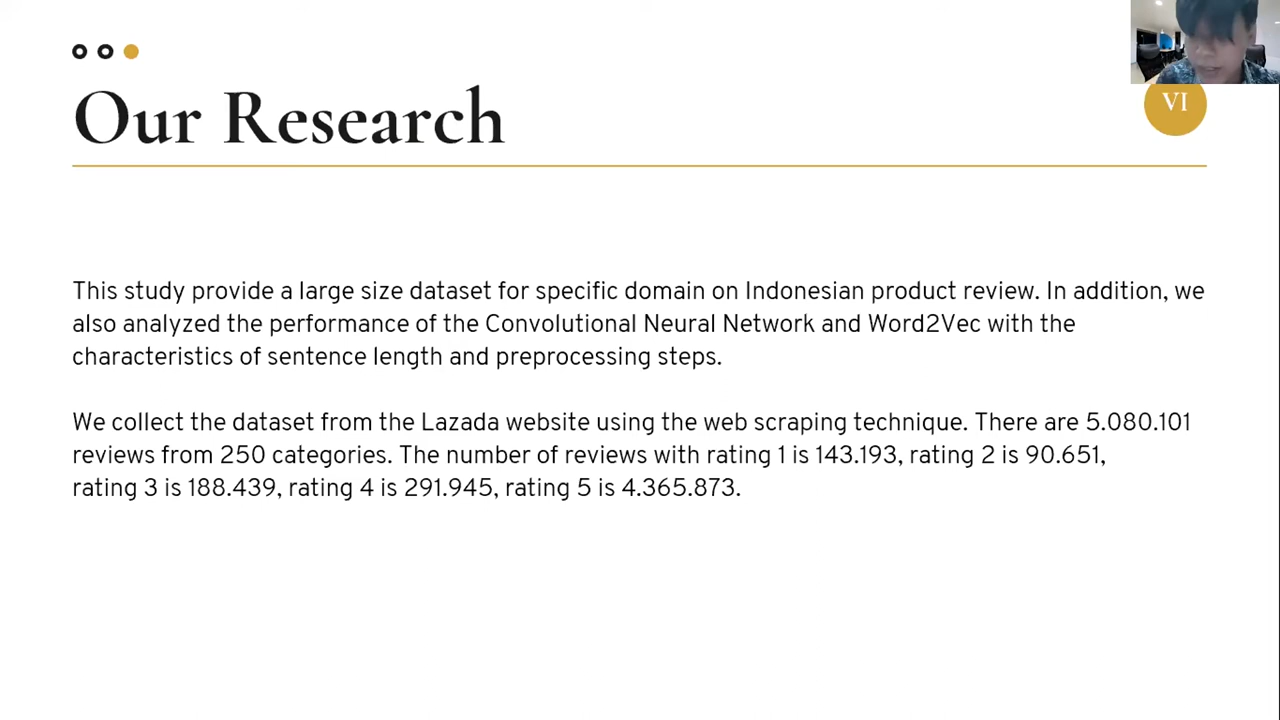 Our Research
VI
This study provide a large size dataset for specific domain on Indonesian product review. In addition, we
also analyzed the performance of the Convolutional Neural Network and Word2Vec with the
characteristics of sentence length and preprocessing steps.
We collect the dataset from the Lazada website using the web scraping technique. There are 5.080.101
reviews from 250 categories. The number of reviews with rating 1 is 143.193, rating 2 is 90.651,
rating 3 is 188.439, rating 4 is 291.945, rating 5 is 4.365.873.